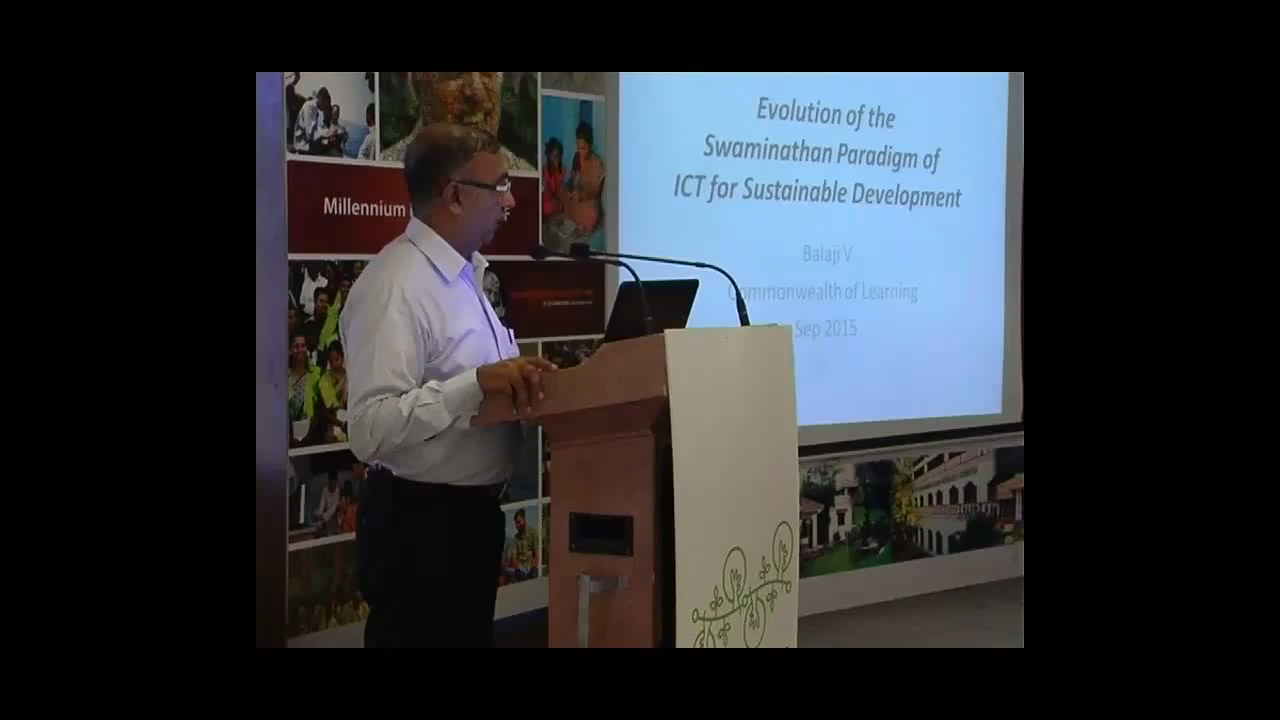 Evolution of the
Swaminathan Paradigm of
ICT for Sustainable Development
Balaji V
Commonwealth of Learning
Sep 2015
Millennium